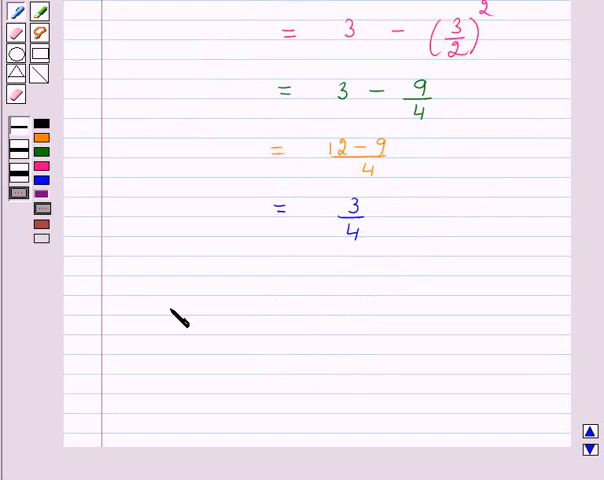 = 3 - (3/2)^2
= 3 - 9/4
= 12 - 9/4
= 3/4